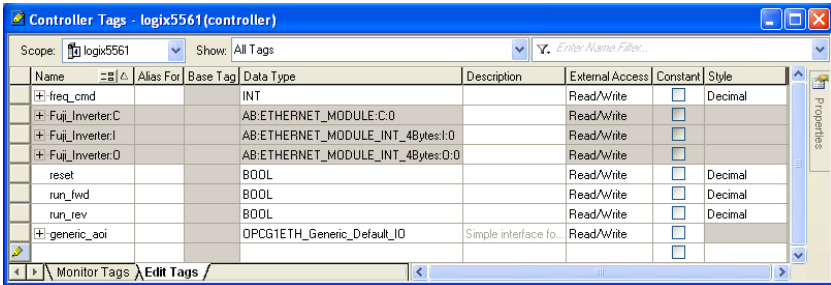 Controller Tags - logix5561(controller)
Scope: logix5561 Show: All Tags Enter Name Filter...
Name Alias For Base Tag Data Type Description External Access Constant Style
freq_cmd INT Read/Write Decimal
Fuji_Inverter:C AB:ETHERNET_MODULE:C:0 Read/Write
Fuji_Inverter:I AB:ETHERNET_MODULE_INT_4Bytes:I:0 Read/Write
Fuji_Inverter:O AB:ETHERNET_MODULE_INT_4Bytes:O:0 Read/Write
reset BOOL Read/Write Decimal
run_fwd BOOL Read/Write Decimal
run_rev BOOL Read/Write Decimal
generic_aoi OPCG1ETH_Generic_Default_IO Simple interface fo... Read/Write
Monitor Tags Edit Tags
Properties